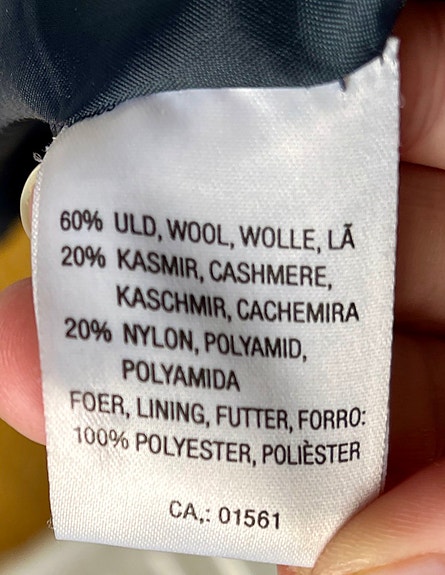 60% ULD, WOOL, WOLLE, LÃ
20% KASMIR, CASHMERE,
KASCHMIR, CACHEMIRA
20% NYLON, POLYAMID,
POLYAMIDA
FOER, LINING, FUTTER, FORRO:
100% POLYESTER, POLIÈSTER
CA,: 01561